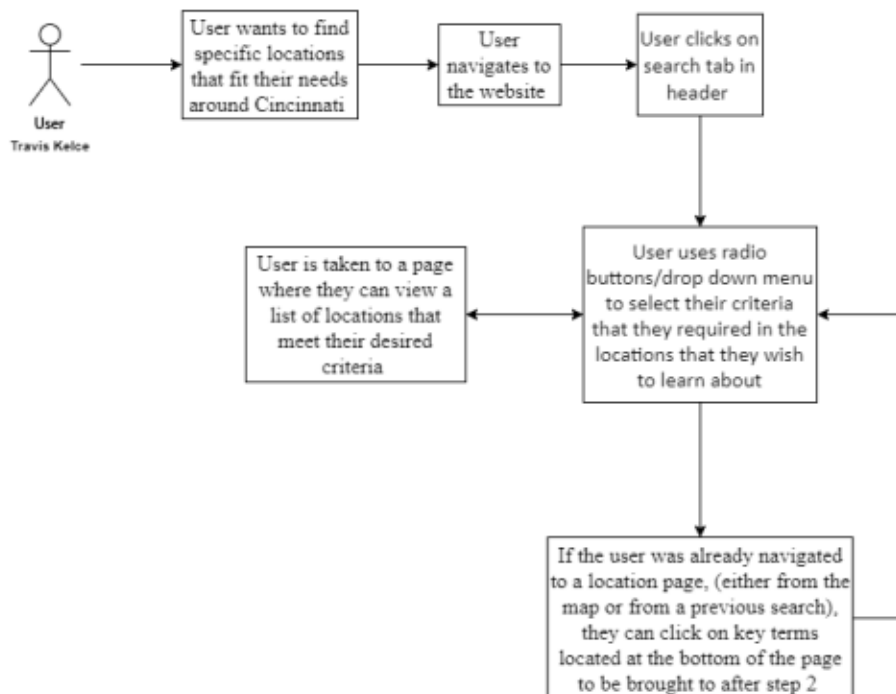 User
Travis Kelce
User wants to find
specific locations
that fit their needs
around Cincinnati
User
navigates to
the website
User clicks on
search tab in
header
User is taken to a page
where they can view a
list of locations that
meet their desired
criteria
User uses radio
buttons/drop down menu
to select their criteria
that they required in the
locations that they wish
to learn about
If the user was already navigated
to a location page, (either from the
map or from a previous search),
they can click on key terms
located at the bottom of the page
to be brought to after step 2